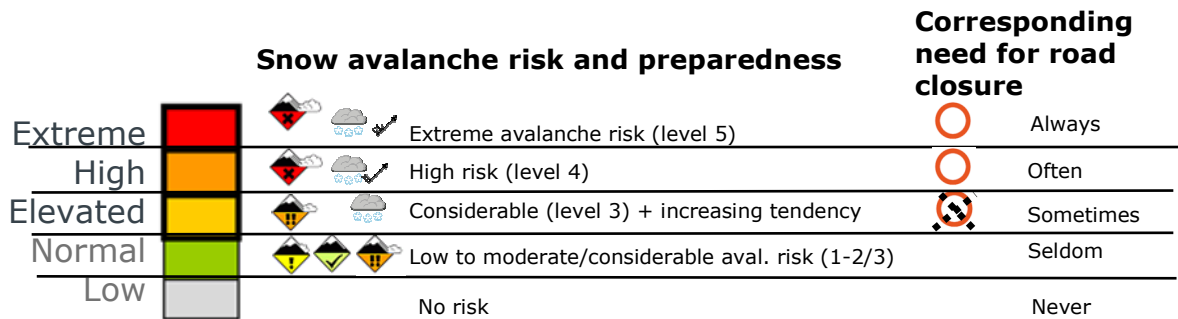 Snow avalanche risk and preparedness
Corresponding
need for road
closure
Extreme
Extreme avalanche risk (level 5)
Always
High
High risk (level 4)
Often
Elevated
Considerable (level 3) + increasing tendency
Sometimes
Normal
Low to moderate/considerable aval. risk (1-2/3)
Seldom
Low
No risk
Never